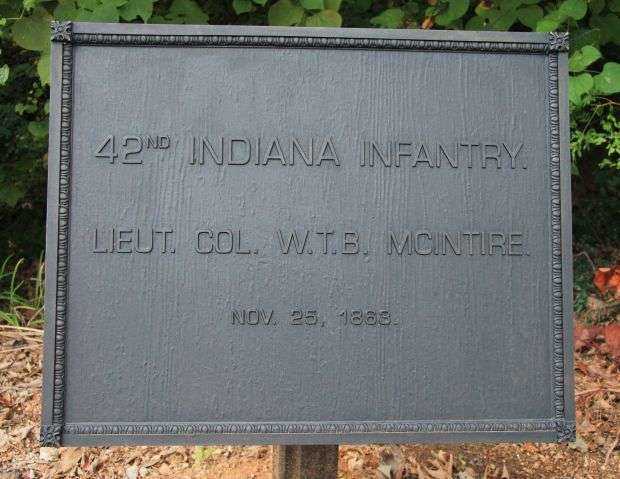 42ND INDIANA INFANTRY.
LIEUT. COL. W.T.B. MCINTIRE.
NOV. 25, 1863.